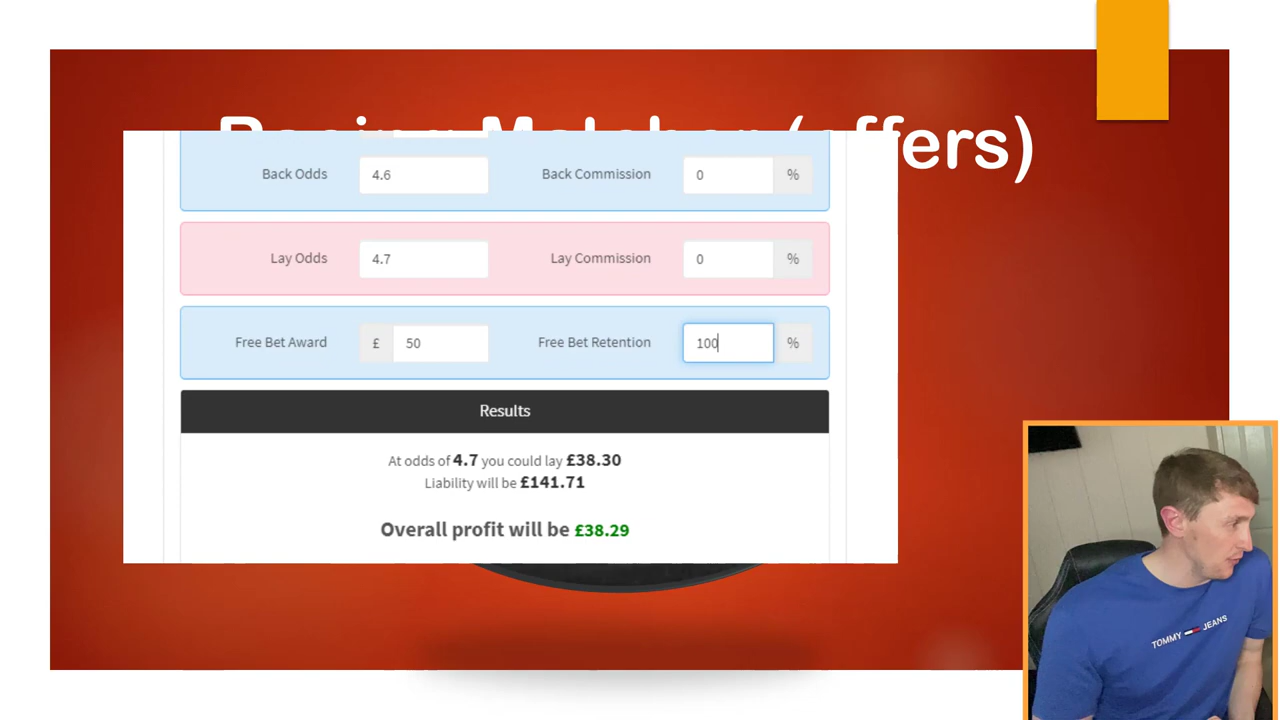 (offers)
Back Odds 4.6 Back Commission 0 %
Lay Odds 4.7 Lay Commission 0 %
Free Bet Award £ 50 Free Bet Retention 100 %
Results
At odds of 4.7 you could lay £38.30
Liability will be £141.71
Overall profit will be £38.29
TOMMY JEANS